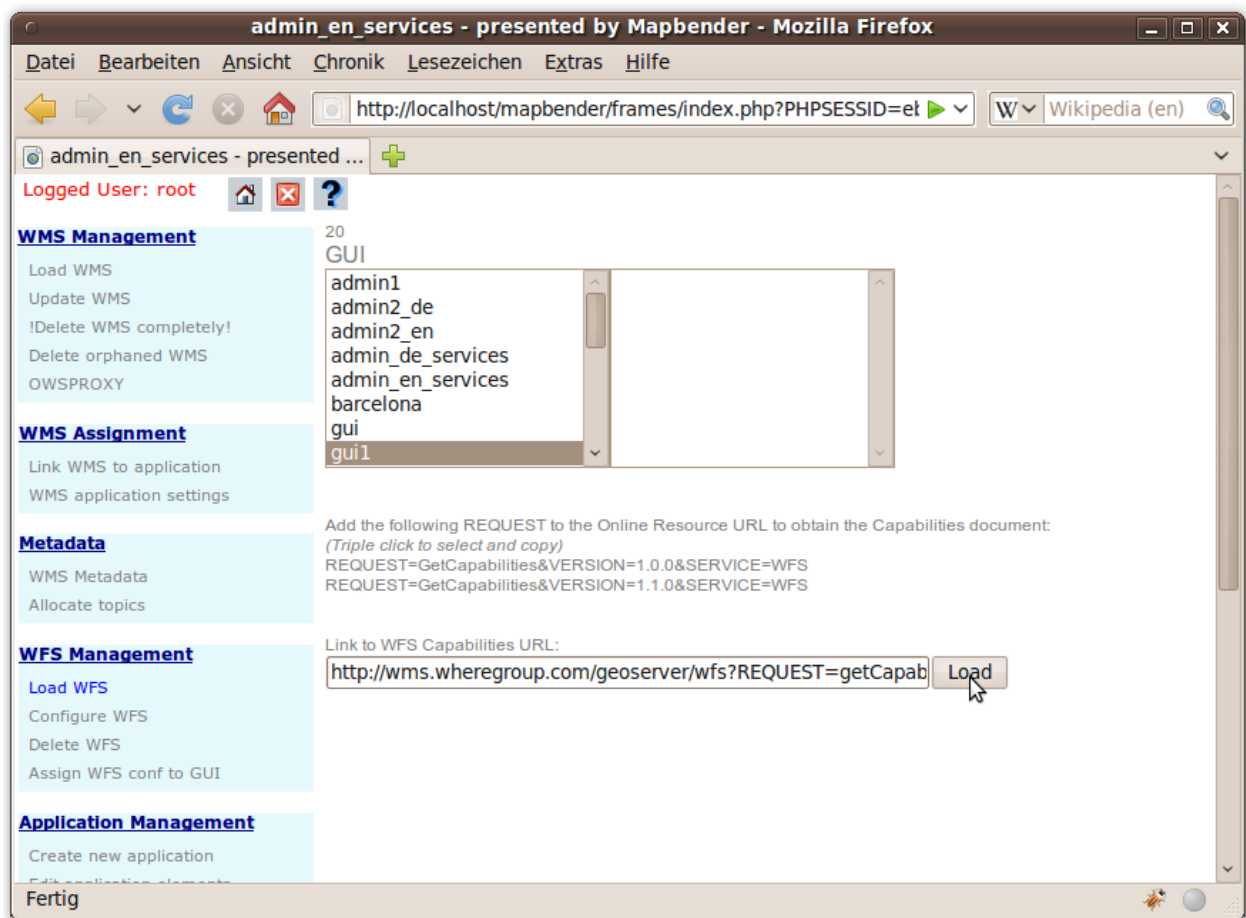 admin_en_services - presented by Mapbender - Mozilla Firefox
Datei Bearbeiten Ansicht Chronik Lesezeichen Extras Hilfe
http://localhost/mapbender/frames/index.php?PHPSESSID=et W Wikipedia (en)
admin_en_services - presented ...
Logged User: root ?
WMS Management
Load WMS
Update WMS
!Delete WMS completely!
Delete orphaned WMS
OWSPROXY
WMS Assignment
Link WMS to application
WMS application settings
Metadata
WMS Metadata
Allocate topics
WFS Management
Load WFS
Configure WFS
Delete WFS
Assign WFS conf to GUI
Application Management
Create new application
Edit application elements
20
GUI
admin1
admin2_de
admin2_en
admin_de_services
admin_en_services
barcelona
gui
gui1
Add the following REQUEST to the Online Resource URL to obtain the Capabilities document:
(Triple click to select and copy)
REQUEST=GetCapabilities&VERSION=1.0.0&SERVICE=WFS
REQUEST=GetCapabilities&VERSION=1.1.0&SERVICE=WFS
Link to WFS Capabilities URL:
http://wms.wheregroup.com/geoserver/wfs?REQUEST=getCapab Load
Fertig